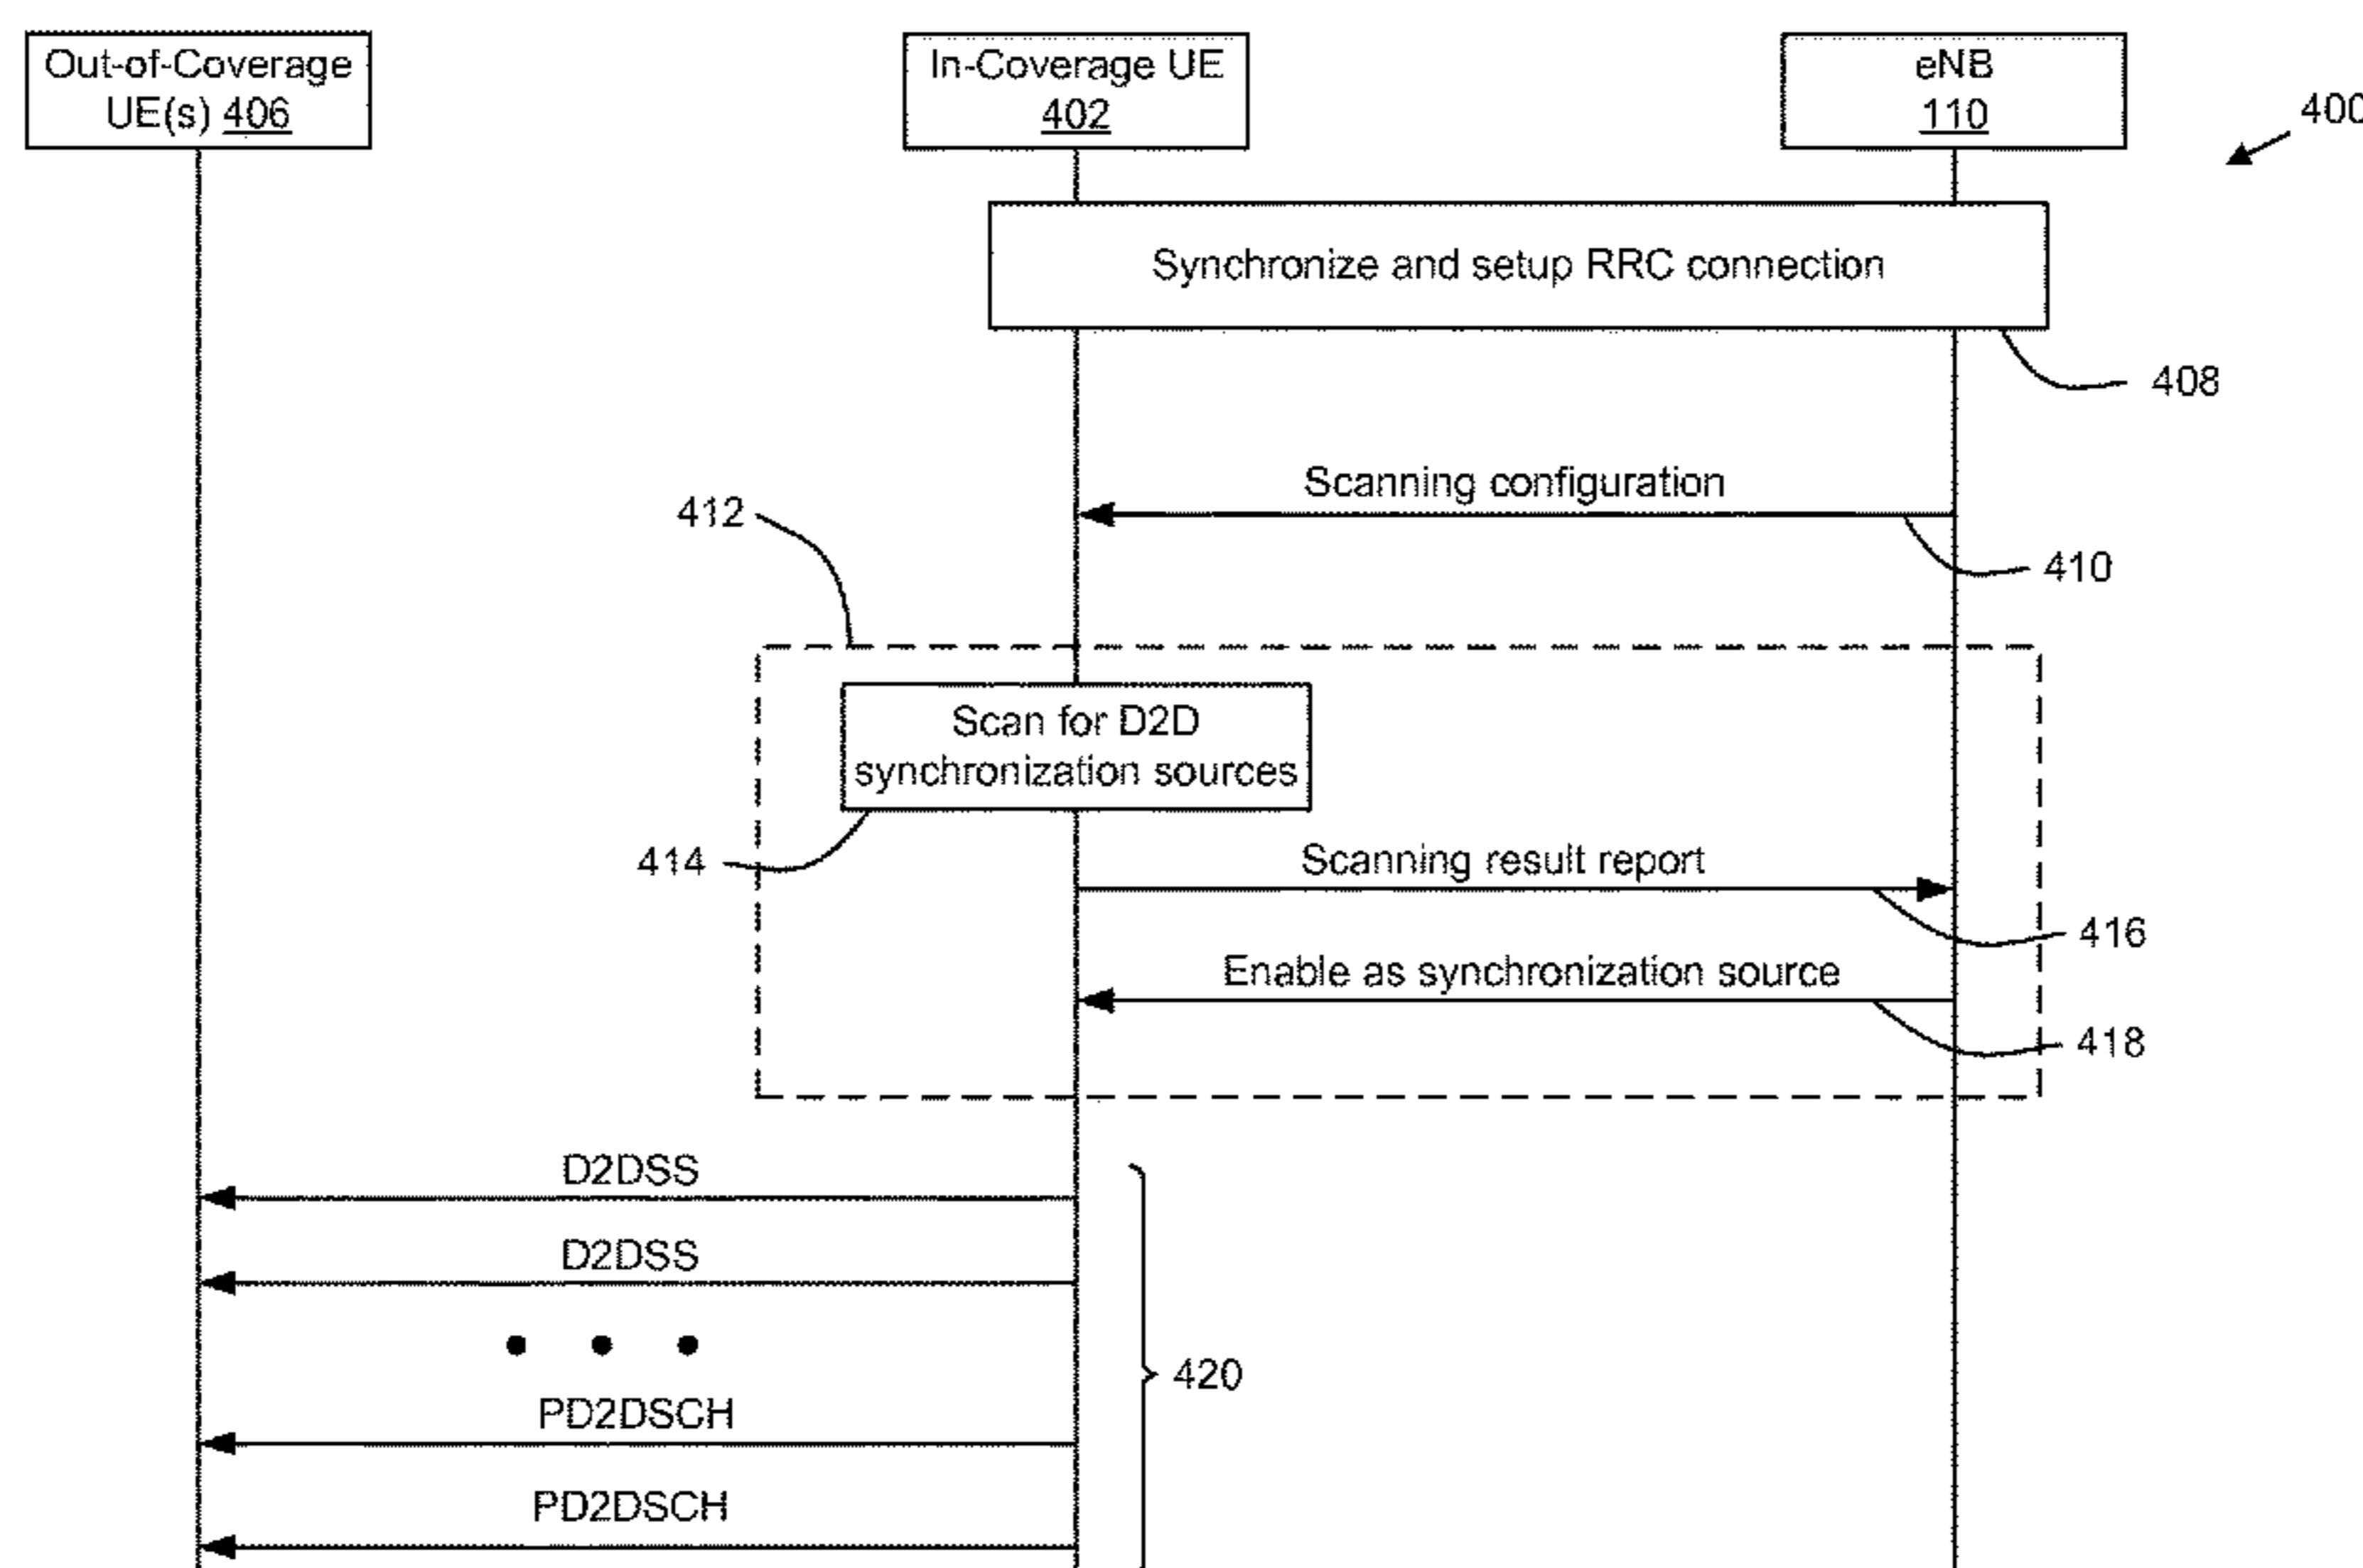 Out-of-Coverage
UE(s) 406
In-Coverage UE
402
eNB
110
400
Synchronize and setup RRC connection
408
Scanning configuration
412
410
Scan for D2D
synchronization sources
414
Scanning result report
416
Enable as synchronization source
418
D2DSS
D2DSS
420
PD2DSCH
PD2DSCH